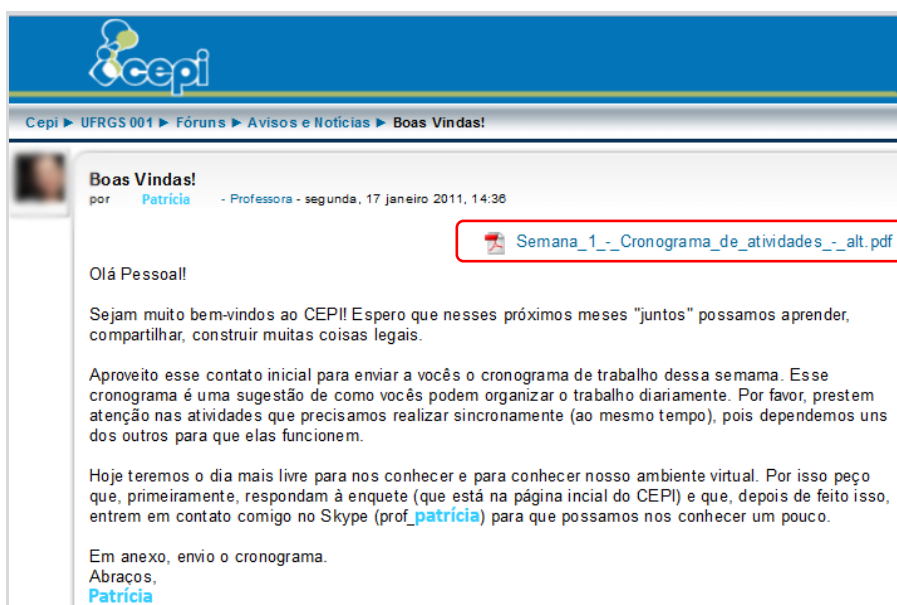 cepi
Cepi ► UFRGS 001 ► Fóruns ► Avisos e Notícias ► Boas Vindas!
Boas Vindas!
por Patrícia - Professora - segunda, 17 janeiro 2011, 14:36
Semana_1_-_Cronograma_de_atividades_-_alt.pdf
Olá Pessoal!
Sejam muito bem-vindos ao CEPI! Espero que nesses próximos meses "juntos" possamos aprender,
compartilhar, construir muitas coisas legais.
Aproveito esse contato inicial para enviar a vocês o cronograma de trabalho dessa semama. Esse
cronograma é uma sugestão de como vocês podem organizar o trabalho diariamente. Por favor, prestem
atenção nas atividades que precisamos realizar sincronamente (ao mesmo tempo), pois dependemos uns
dos outros para que elas funcionem.
Hoje teremos o dia mais livre para nos conhecer e para conhecer nosso ambiente virtual. Por isso peço
que, primeiramente, respondam à enquete (que está na página incial do CEPI) e que, depois de feito isso,
entrem em contato comigo no Skype (prof_patrícia) para que possamos nos conhecer um pouco.
Em anexo, envio o cronograma.
Abraços,
Patrícia